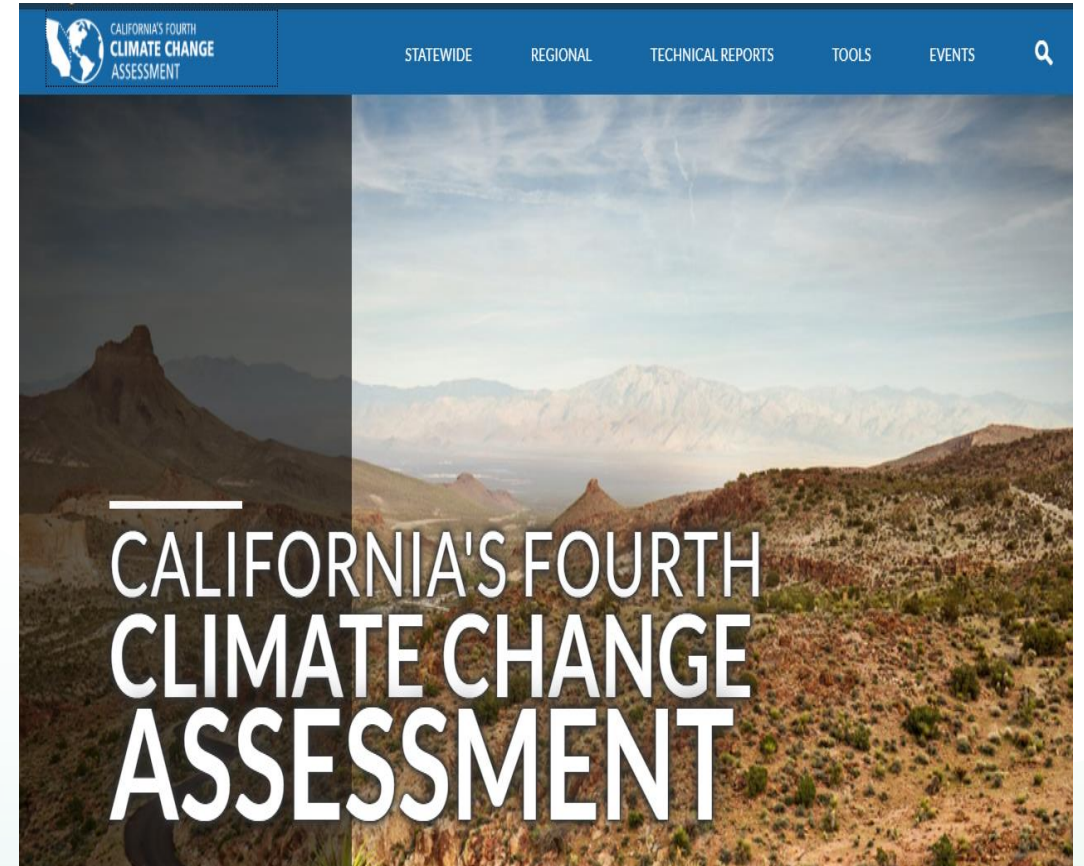 CALIFORNIA'S FOURTH
CLIMATE CHANGE
ASSESSMENT
STATEWIDE REGIONAL TECHNICAL REPORTS TOOLS EVENTS
CALIFORNIA'S FOURTH
CLIMATE CHANGE
ASSESSMENT